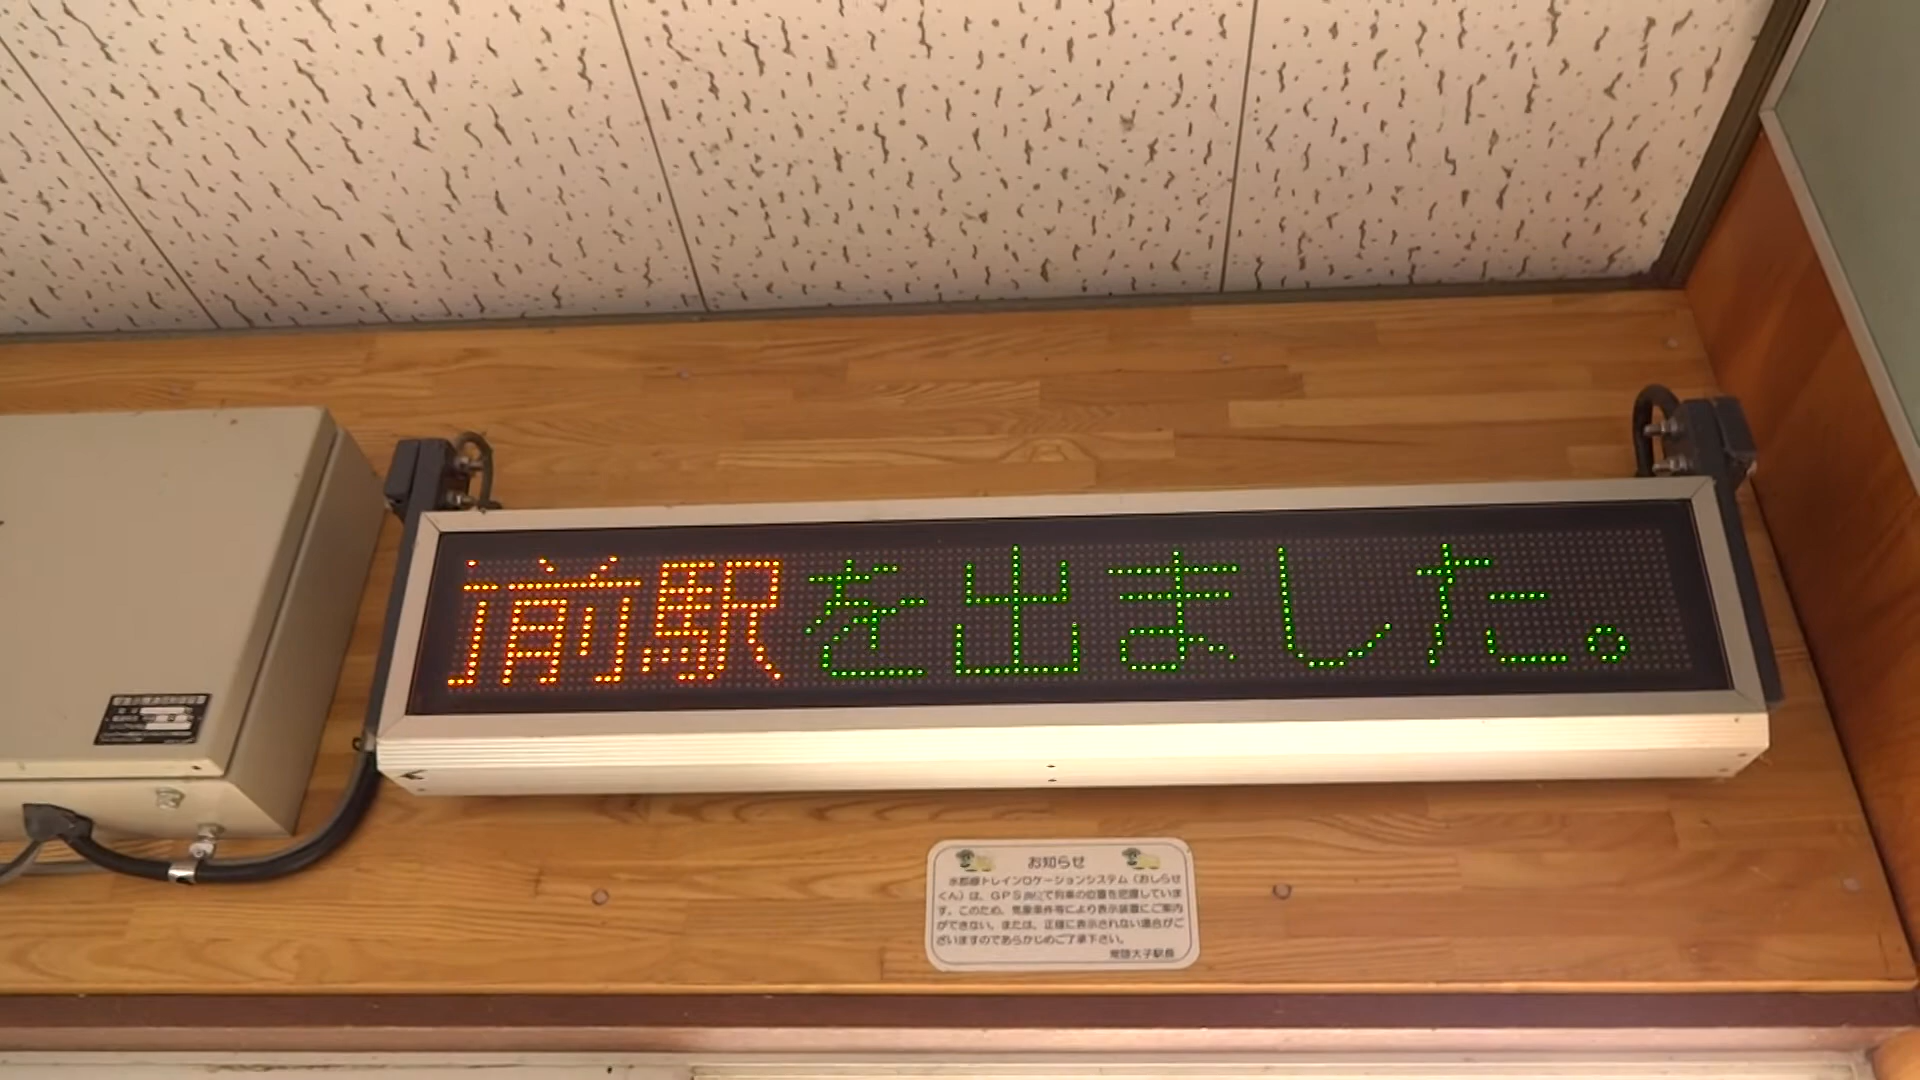 前駅を出ました。
お知らせ
水郡線トレインロケーションシステム(おしらせ
くん)は、GPS測位で列車の位置を把握していま
す。このため、気象条件等により表示装置にご案内
ができない、または、正確に表示されない場合がご
ざいますのであらかじめご了承下さい。
常陸大子駅長